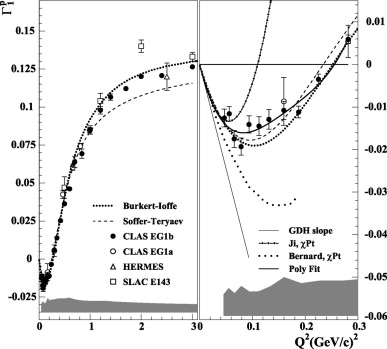 Γ₁ᵖ
0.15
0.125
0.1
0.075
0.05
0.025
0
-0.025
Burkert-Ioffe
Soffer-Teryaev
CLAS EG1b
CLAS EG1a
HERMES
SLAC E143
0 1 2 3
0.01
0
-0.01
-0.02
-0.03
-0.04
-0.05
-0.06
GDH slope
Ji, χPt
Bernard, χPt
Poly Fit
0 0.1 0.2 0.3
Q²(GeV/c)²